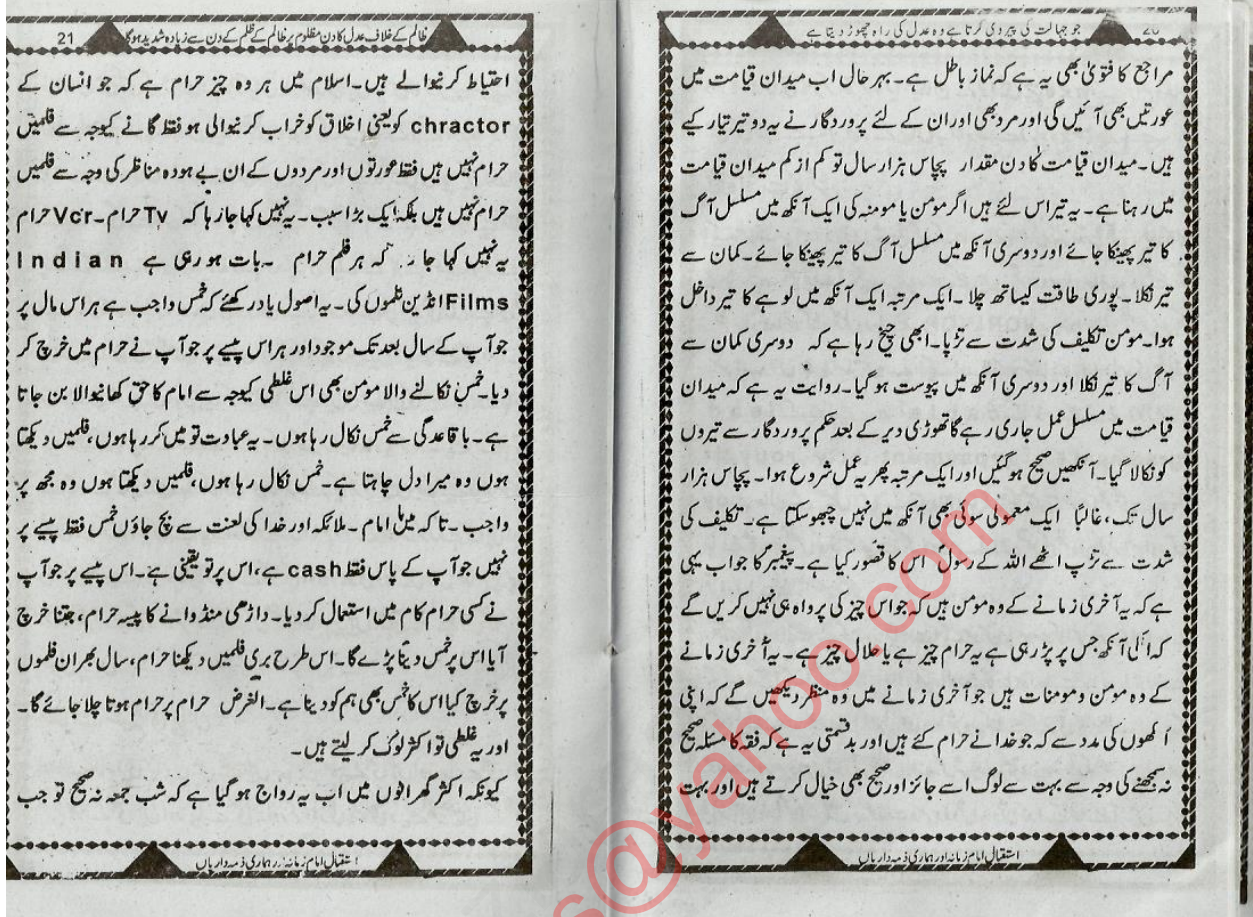 جو جہالت کی پیروی کرتا ہے وہ عدل کی راہ چھوڑ دیتا ہے
20
مراجع کا فتویٰ بھی یہ ہے کہ نماز باطل ہے۔ بہر حال اب میدان قیامت میں
عورتیں بھی آئیں گی اور مرد بھی اور ان کے لئے پروردگار نے یہ دو تیر تیار کیے
ہیں۔ میدان قیامت کا دن مقدار پچاس ہزار سال تو کم از کم میدان قیامت
میں رہنا ہے۔ یہ تیر اس لئے ہیں اگر مومن یا مومنہ کی ایک آنکھ میں مسلسل آگ
کا تیر پھینکا جائے اور دوسری آنکھ میں مسلسل آگ کا تیر پھینکا جائے۔ کمان سے
تیر نکلا۔ پوری طاقت کیساتھ چلا۔ ایک مرتبہ ایک آنکھ میں لوہے کا تیر داخل
ہوا۔ مومن تکلیف کی شدت سے تڑپا۔ ابھی چیخ رہا ہے کہ دوسری کمان سے
آگ کا تیر نکلا اور دوسری آنکھ میں پیوست ہو گیا۔ روایت یہ ہے کہ میدان
قیامت میں مسلسل عمل جاری رہے گا تھوڑی دیر کے بعد حکم پروردگار سے تیروں
کو نکالا گیا۔ آنکھیں صحیح ہو گئیں اور ایک مرتبہ پھر یہ عمل شروع ہوا۔ پچاس ہزار
سال تک، غالباً ایک معمولی سوئی بھی آنکھ میں نہیں چھو سکتا ہے۔ تکلیف کی
شدت سے تڑپ اٹھے اللہ کے رسولؐ اس کا قصور کیا ہے۔ پیغمبرؐ کا جواب یہی
ہے کہ یہ آخری زمانے کے وہ مومن ہیں کہ جو اس چیز کی پرواہ ہی نہیں کریں گے
کہ انکی آنکھ جس پر پڑ رہی ہے یہ حرام چیز ہے یا حلال چیز ہے۔ یہ آخری زمانے
کے وہ مومن و مومنات ہیں جو آخری زمانے میں وہ منظر دیکھیں گے کہ اپنی
آنکھوں کی مدد سے کہ جو خدا نے حرام کئے ہیں اور بدقسمتی یہ ہے کہ فقہ کا مسئلہ صحیح
نہ سمجھنے کی وجہ سے بہت سے لوگ اسے جائز اور صحیح بھی خیال کرتے ہیں اور بہت
استقبال امام زمانہ اور ہماری ذمہ داریاں
ظالم کے خلاف عدل کا دن مظلوم پر ظالم کے ظلم کے دن سے زیادہ شدید ہوگا
21
احتیاط کرنیوالے ہیں۔ اسلام میں ہر وہ چیز حرام ہے کہ جو انسان کے
chractor کو یعنی اخلاق کو خراب کرنیوالی ہو فقط گانے کیوجہ سے فلمیں
حرام نہیں ہیں فقط عورتوں اور مردوں کے ان بے ہودہ مناظر کی وجہ سے فلمیں
حرام نہیں ہیں بلکہ ایک بڑا سبب۔ یہ نہیں کہا جا رہا کہ Tv حرام۔ Vcr حرام
یہ نہیں کہا جا ر کہ ہر فلم حرام ۔ بات ہو رہی ہے Indian
Films انڈین فلموں کی۔ یہ اصول یاد رکھئے کہ خمس واجب ہے ہر اس مال پر
جو آپ کے سال بعد تک موجود اور ہر اس پیسے پر جو آپ نے حرام میں خرچ کر
دیا۔ خمس نکالنے والا مومن بھی اس غلطی کیوجہ سے امام کا حق کھانیوالا بن جاتا
ہے۔ باقاعدگی سے خمس نکال رہا ہوں۔ یہ عبادت تو میں کر رہا ہوں، فلمیں دیکھتا
ہوں وہ میرا دل چاہتا ہے۔ خمس نکال رہا ہوں، فلمیں دیکھتا ہوں وہ مجھ پر
واجب ۔ تاکہ میں امام ۔ ملائکہ اور خدا کی لعنت سے بچ جاؤں خمس فقط پیسے پر
نہیں جو آپ کے پاس فقط cash ہے، اس پر تو یقینی ہے۔ اس پیسے پر جو آپ
نے کسی حرام کام میں استعمال کر دیا۔ داڑھی منڈوانے کا پیسہ حرام، جتنا خرچ
آیا اس پر خمس دینا پڑے گا۔ اس طرح بری فلمیں دیکھنا حرام، سال بھر ان فلموں
پر خرچ کیا اس کا خمس بھی ہم کو دینا ہے۔ الغرض حرام پر حرام ہوتا چلا جائے گا۔
اور یہ غلطی تو اکثر لوگ کر لیتے ہیں۔
کیونکہ اکثر گھرانوں میں اب یہ رواج ہو گیا ہے کہ شب جمعہ نہ صحیح تو جب
استقبال امام زمانہ اور ہماری ذمہ داریاں
s@yahoo.com